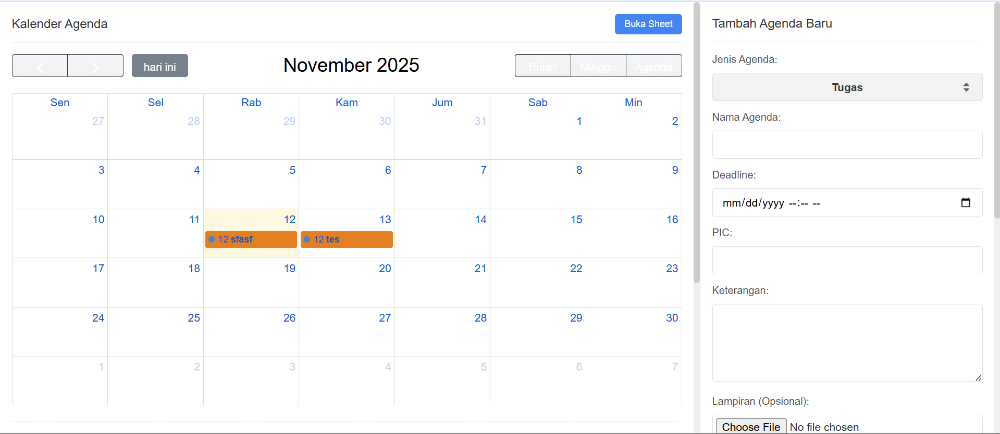 Kalender Agenda
Buka Sheet
hari ini
November 2025
Bulan Minggu Agenda
Sen Sel Rab Kam Jum Sab Min
27 28 29 30 31 1 2
3 4 5 6 7 8 9
10 11 12 13 14 15 16
12 sfasf 12 tes
17 18 19 20 21 22 23
24 25 26 27 28 29 30
1 2 3 4 5 6 7
Tambah Agenda Baru
Jenis Agenda:
Tugas
Nama Agenda:
Deadline:
mm/dd/yyyy --:-- --
PIC:
Keterangan:
Lampiran (Opsional):
Choose File No file chosen